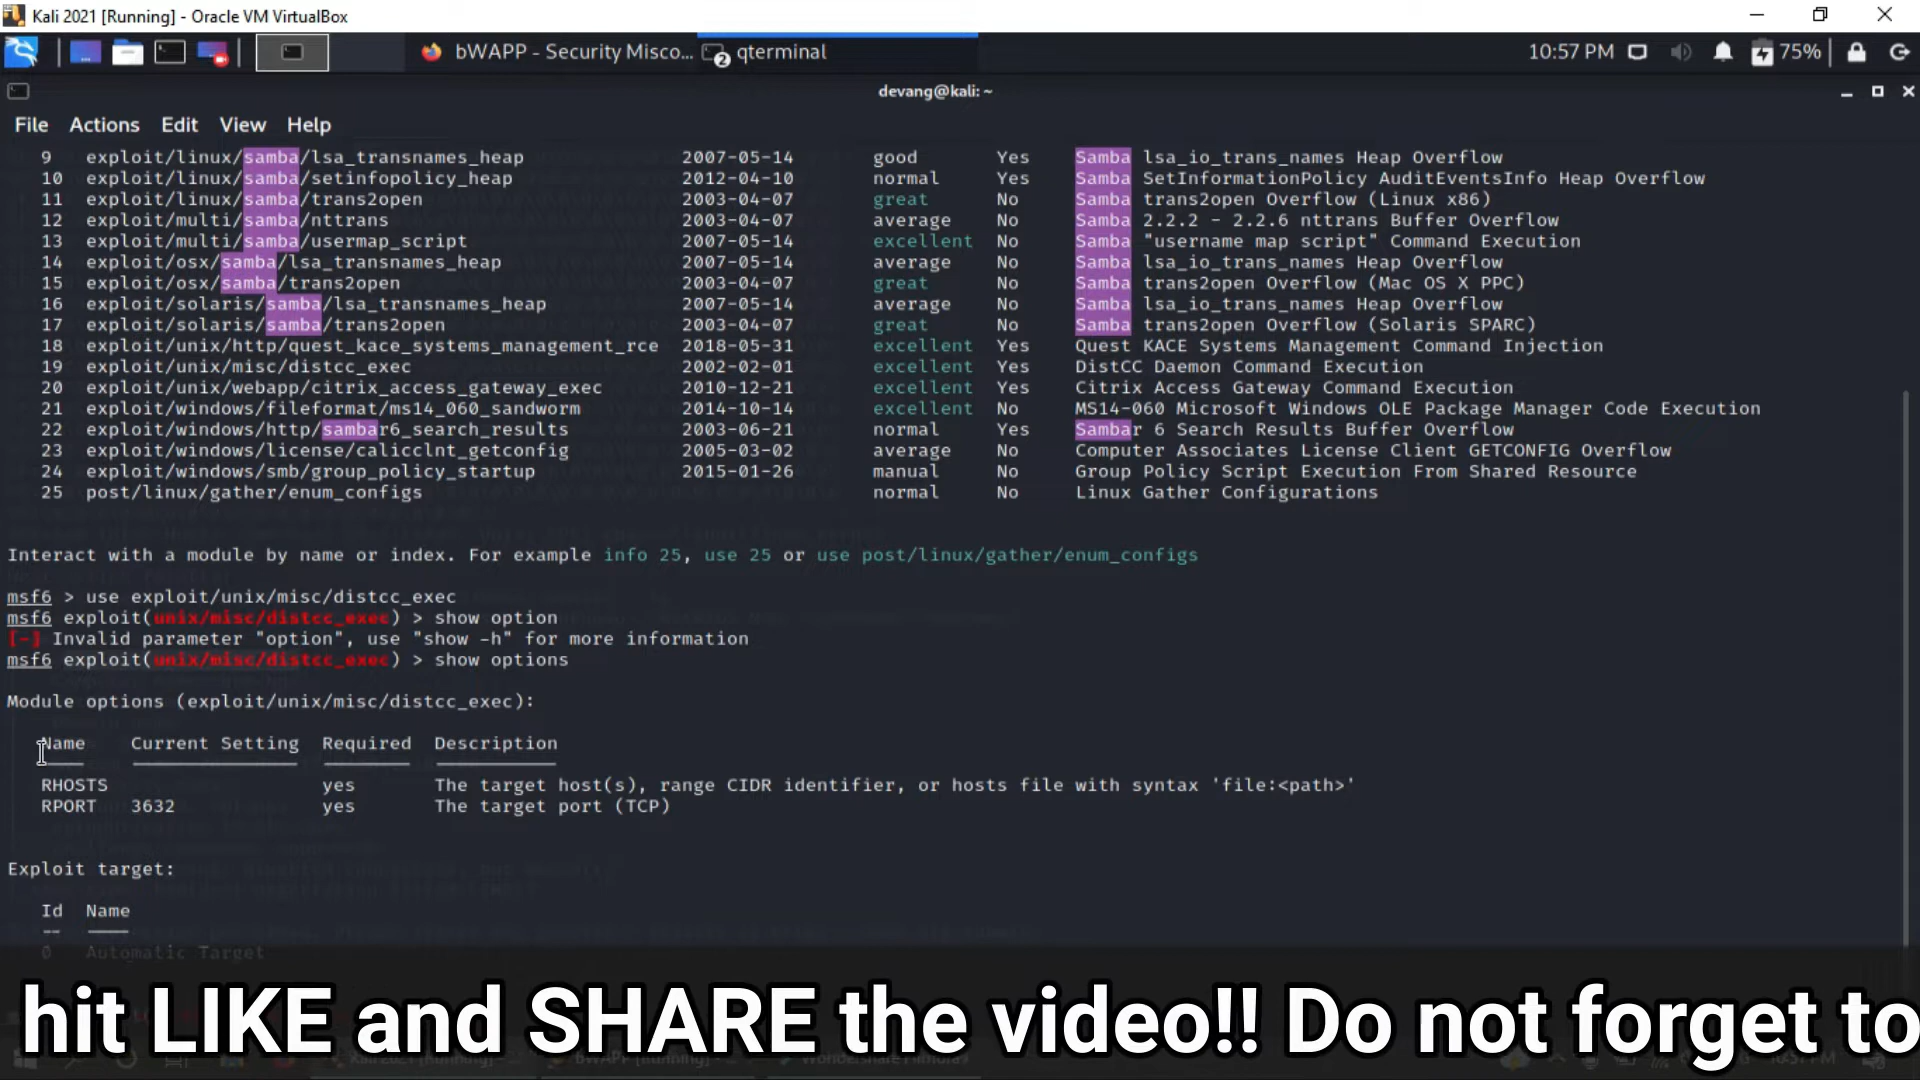 Kali 2021 [Running] - Oracle VM VirtualBox
bWAPP - Security Misco... 2 qterminal 10:57 PM 75%
devang@kali: ~
File Actions Edit View Help
9 exploit/linux/samba/lsa_transnames_heap 2007-05-14 good Yes Samba lsa_io_trans_names Heap Overflow
10 exploit/linux/samba/setinfopolicy_heap 2012-04-10 normal Yes Samba SetInformationPolicy AuditEventsInfo Heap Overflow
11 exploit/linux/samba/trans2open 2003-04-07 great No Samba trans2open Overflow (Linux x86)
12 exploit/multi/samba/nttrans 2003-04-07 average No Samba 2.2.2 - 2.2.6 nttrans Buffer Overflow
13 exploit/multi/samba/usermap_script 2007-05-14 excellent No Samba "username map script" Command Execution
14 exploit/osx/samba/lsa_transnames_heap 2007-05-14 average No Samba lsa_io_trans_names Heap Overflow
15 exploit/osx/samba/trans2open 2003-04-07 great No Samba trans2open Overflow (Mac OS X PPC)
16 exploit/solaris/samba/lsa_transnames_heap 2007-05-14 average No Samba lsa_io_trans_names Heap Overflow
17 exploit/solaris/samba/trans2open 2003-04-07 great No Samba trans2open Overflow (Solaris SPARC)
18 exploit/unix/http/quest_kace_systems_management_rce 2018-05-31 excellent Yes Quest KACE Systems Management Command Injection
19 exploit/unix/misc/distcc_exec 2002-02-01 excellent Yes DistCC Daemon Command Execution
20 exploit/unix/webapp/citrix_access_gateway_exec 2010-12-21 excellent Yes Citrix Access Gateway Command Execution
21 exploit/windows/fileformat/ms14_060_sandworm 2014-10-14 excellent No MS14-060 Microsoft Windows OLE Package Manager Code Execution
22 exploit/windows/http/sambar6_search_results 2003-06-21 normal Yes Sambar 6 Search Results Buffer Overflow
23 exploit/windows/license/calicclnt_getconfig 2005-03-02 average No Computer Associates License Client GETCONFIG Overflow
24 exploit/windows/smb/group_policy_startup 2015-01-26 manual No Group Policy Script Execution From Shared Resource
25 post/linux/gather/enum_configs normal No Linux Gather Configurations
Interact with a module by name or index. For example info 25, use 25 or use post/linux/gather/enum_configs
msf6 > use exploit/unix/misc/distcc_exec
msf6 exploit(unix/misc/distcc_exec) > show option
[-] Invalid parameter "option", use "show -h" for more information
msf6 exploit(unix/misc/distcc_exec) > show options
Module options (exploit/unix/misc/distcc_exec):
Name Current Setting Required Description
RHOSTS yes The target host(s), range CIDR identifier, or hosts file with syntax 'file:<path>'
RPORT 3632 yes The target port (TCP)
Exploit target:
Id Name
0 Automatic Target
hit LIKE and SHARE the video!! Do not forget to